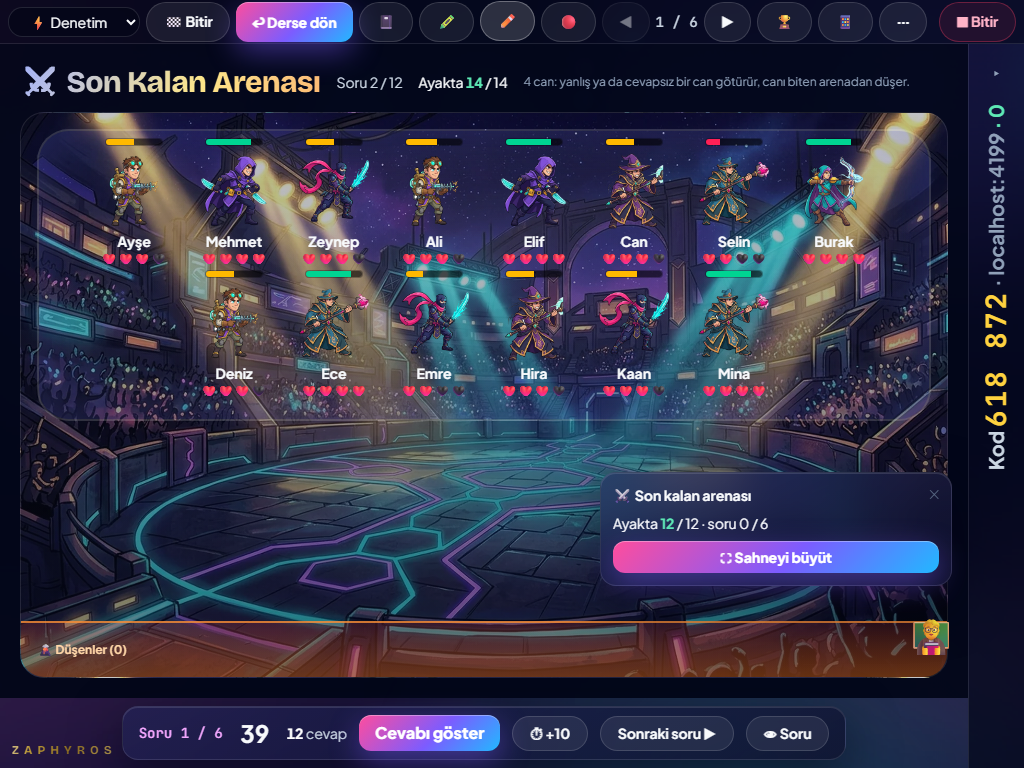 Denetim
Bitir
Derse dön
1 / 6
Bitir
Son Kalan Arenası
Soru 2 / 12
Ayakta 14 / 14
4 can: yanlış ya da cevapsız bir can götürür, canı biten arenadan düşer.
Ayşe
Mehmet
Zeynep
Ali
Elif
Can
Selin
Burak
Deniz
Ece
Emre
Hira
Kaan
Mina
Son kalan arenası
Ayakta 12 / 12 · soru 0 / 6
Sahneyi büyüt
Düşenler (0)
Soru 1 / 6
39
12 cevap
Cevabı göster
+10
Sonraki soru
Soru
ZAPHYROS
Kod 618 872 · localhost:4199 · 0